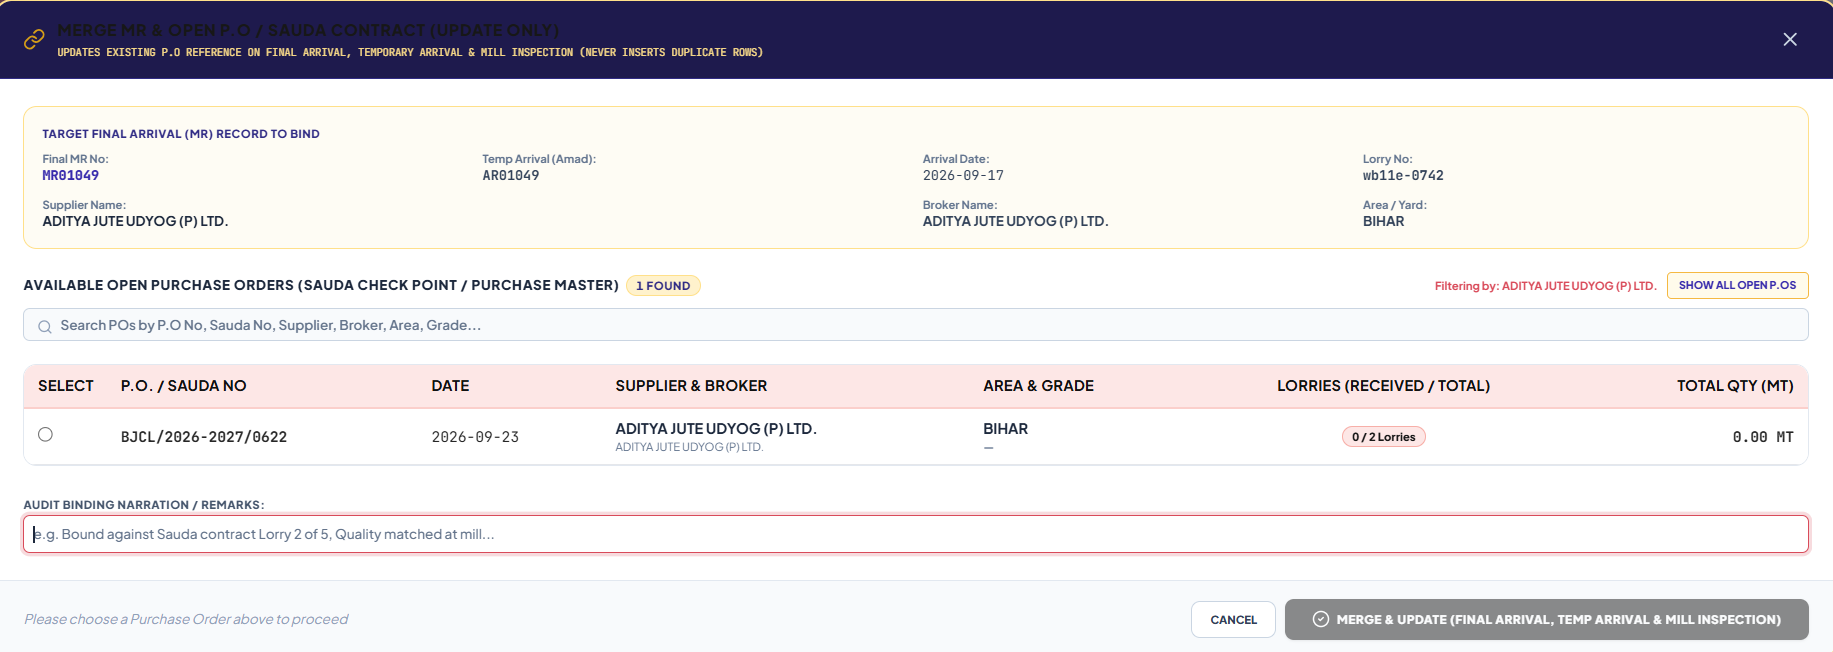 MERGE MR & OPEN P.O / SAUDA CONTRACT (UPDATE ONLY)
UPDATES EXISTING P.O REFERENCE ON FINAL ARRIVAL, TEMPORARY ARRIVAL & MILL INSPECTION (NEVER INSERTS DUPLICATE ROWS)
TARGET FINAL ARRIVAL (MR) RECORD TO BIND
Final MR No: Temp Arrival (Amad): Arrival Date: Lorry No:
MR01049 AR01049 2026-09-17 wb11e-0742
Supplier Name: Broker Name: Area / Yard:
ADITYA JUTE UDYOG (P) LTD. ADITYA JUTE UDYOG (P) LTD. BIHAR
AVAILABLE OPEN PURCHASE ORDERS (SAUDA CHECK POINT / PURCHASE MASTER) 1 FOUND Filtering by: ADITYA JUTE UDYOG (P) LTD. SHOW ALL OPEN P.OS
Search POs by P.O No, Sauda No, Supplier, Broker, Area, Grade...
SELECT P.O. / SAUDA NO DATE SUPPLIER & BROKER AREA & GRADE LORRIES (RECEIVED / TOTAL) TOTAL QTY (MT)
BJCL/2026-2027/0622 2026-09-23 ADITYA JUTE UDYOG (P) LTD. BIHAR 0 / 2 Lorries 0.00 MT
ADITYA JUTE UDYOG (P) LTD. —
AUDIT BINDING NARRATION / REMARKS:
e.g. Bound against Sauda contract Lorry 2 of 5, Quality matched at mill...
Please choose a Purchase Order above to proceed CANCEL MERGE & UPDATE (FINAL ARRIVAL, TEMP ARRIVAL & MILL INSPECTION)